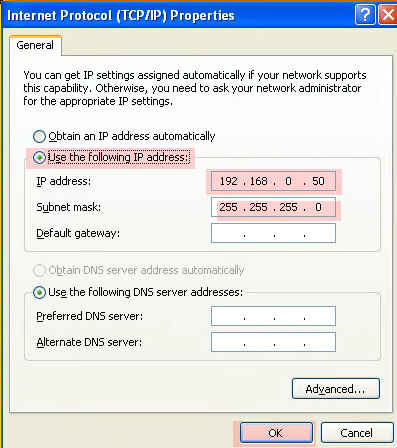 Internet Protocol (TCP/IP) Properties
General
You can get IP settings assigned automatically if your network supports
this capability. Otherwise, you need to ask your network administrator
for the appropriate IP settings.
Obtain an IP address automatically
Use the following IP address:
IP address: 192 . 168 . 0 . 50
Subnet mask: 255 . 255 . 255 . 0
Default gateway: . . .
Obtain DNS server address automatically
Use the following DNS server addresses:
Preferred DNS server: . . .
Alternate DNS server: . . .
Advanced...
OK Cancel